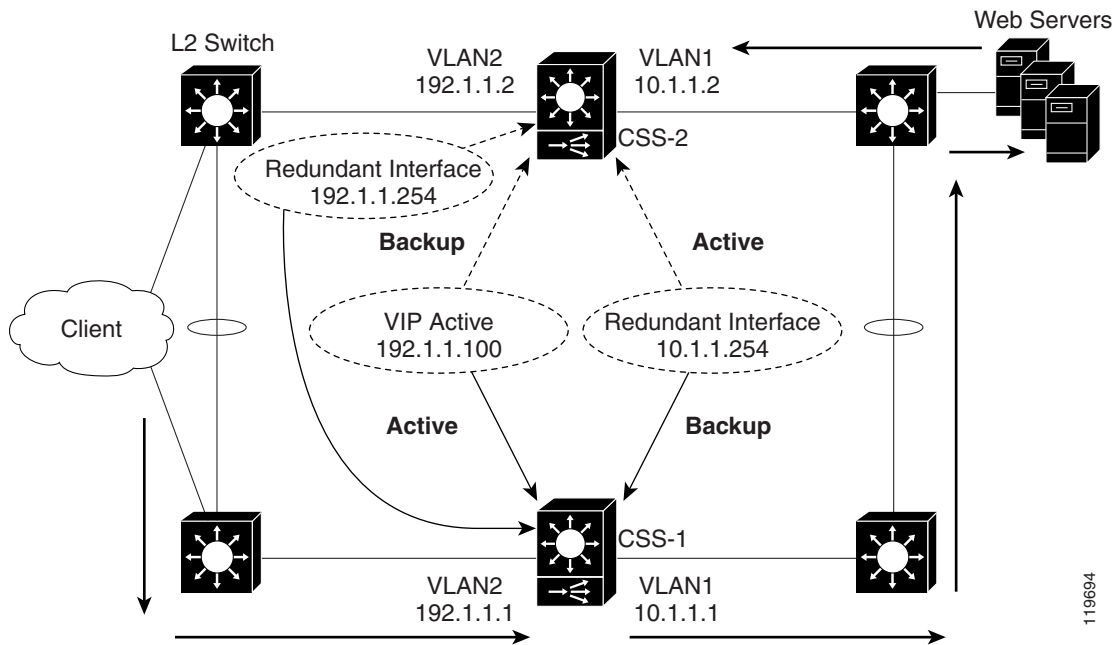 L2 Switch
VLAN2
192.1.1.2
VLAN1
10.1.1.2
Web Servers
CSS-2
Redundant Interface
192.1.1.254
Backup
Active
Client
VIP Active
192.1.1.100
Redundant Interface
10.1.1.254
Active
Backup
CSS-1
VLAN2
192.1.1.1
VLAN1
10.1.1.1
119694